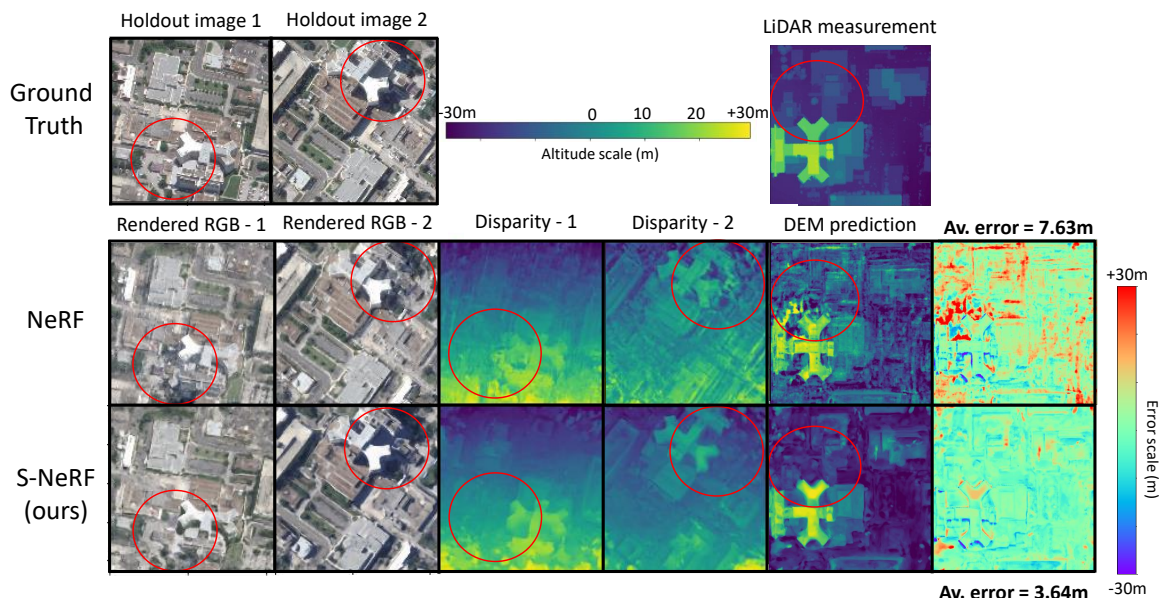 Holdout image 1
Holdout image 2
LiDAR measurement
Ground
Truth
-30m
0
10
20
+30m
Altitude scale (m)
Rendered RGB - 1
Rendered RGB - 2
Disparity - 1
Disparity - 2
DEM prediction
Av. error = 7.63m
NeRF
+30m
Error scale (m)
-30m
S-NeRF
(ours)
Av. error = 3.64m